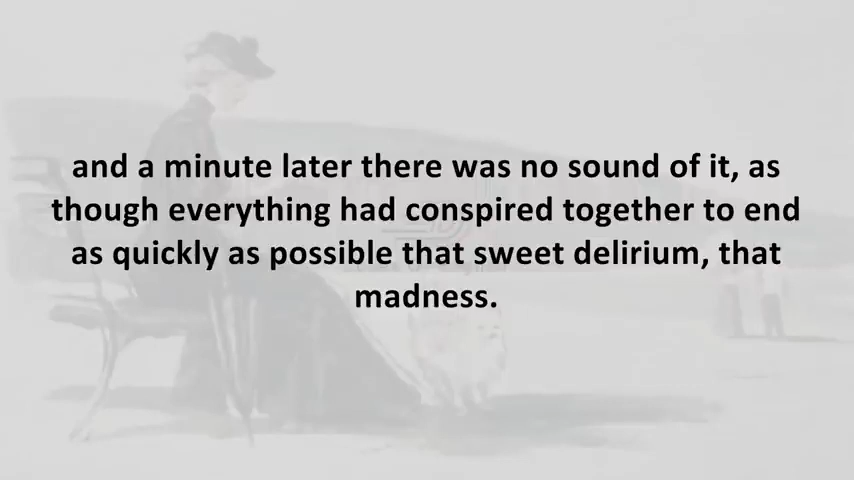 and a minute later there was no sound of it, as
though everything had conspired together to end
as quickly as possible that sweet delirium, that
madness.